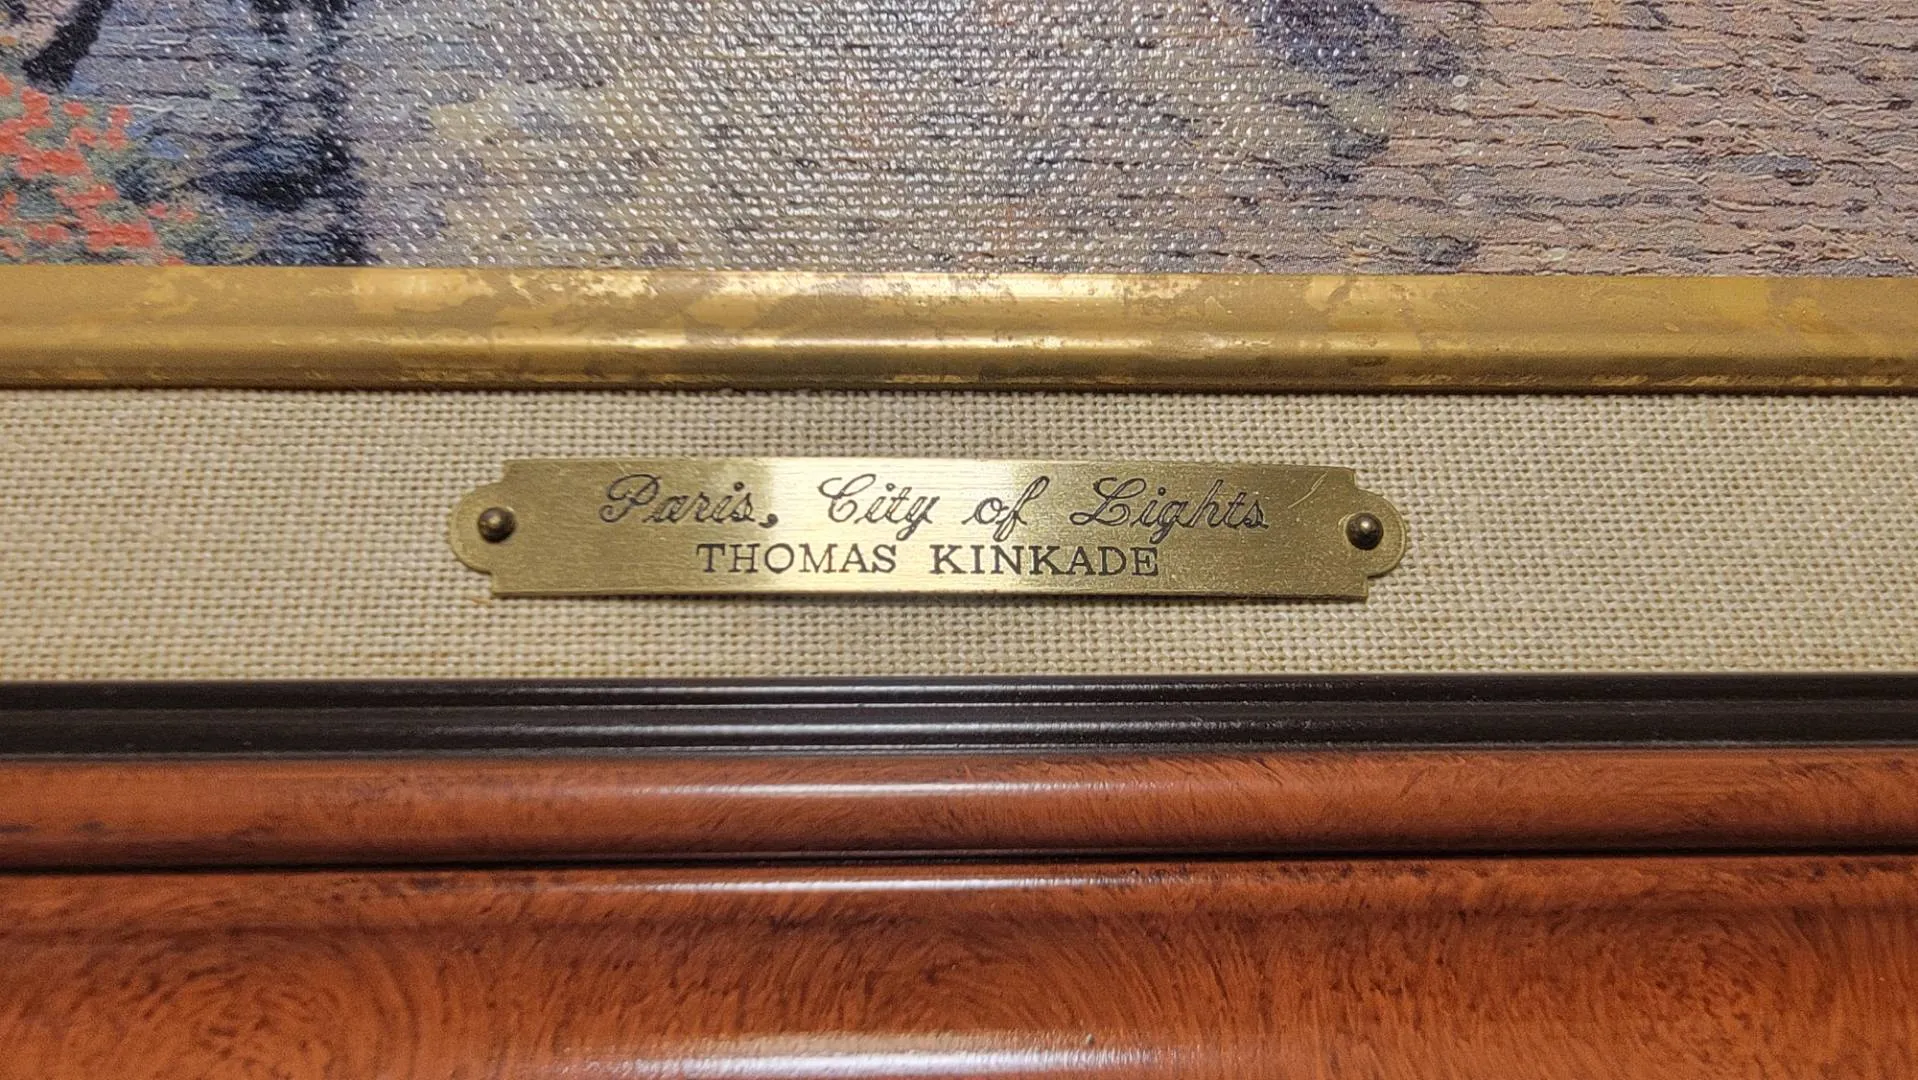 Paris, City of Lights
THOMAS KINKADE